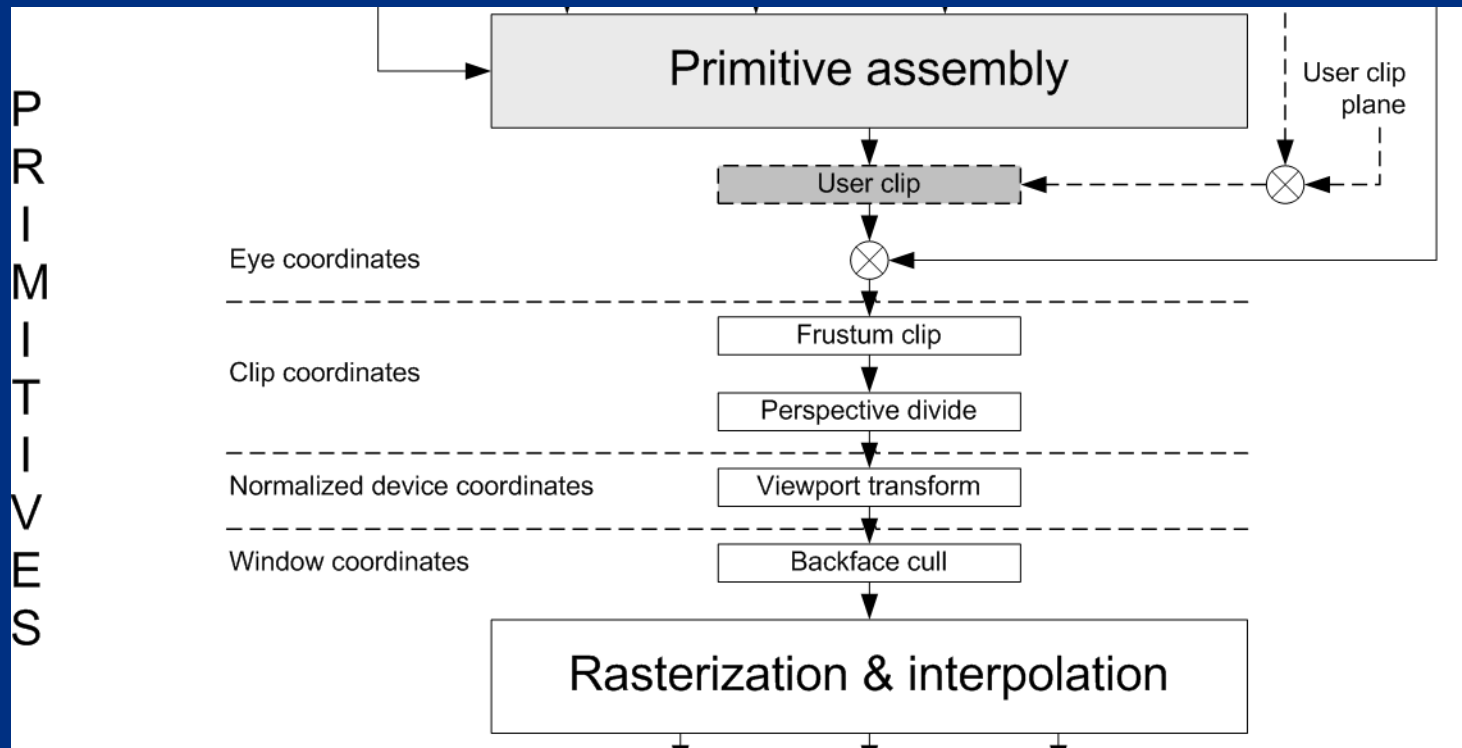 P
R
I
M
I
T
I
V
E
S
Primitive assembly
User clip
plane
User clip
Eye coordinates
Frustum clip
Clip coordinates
Perspective divide
Normalized device coordinates
Viewport transform
Window coordinates
Backface cull
Rasterization & interpolation